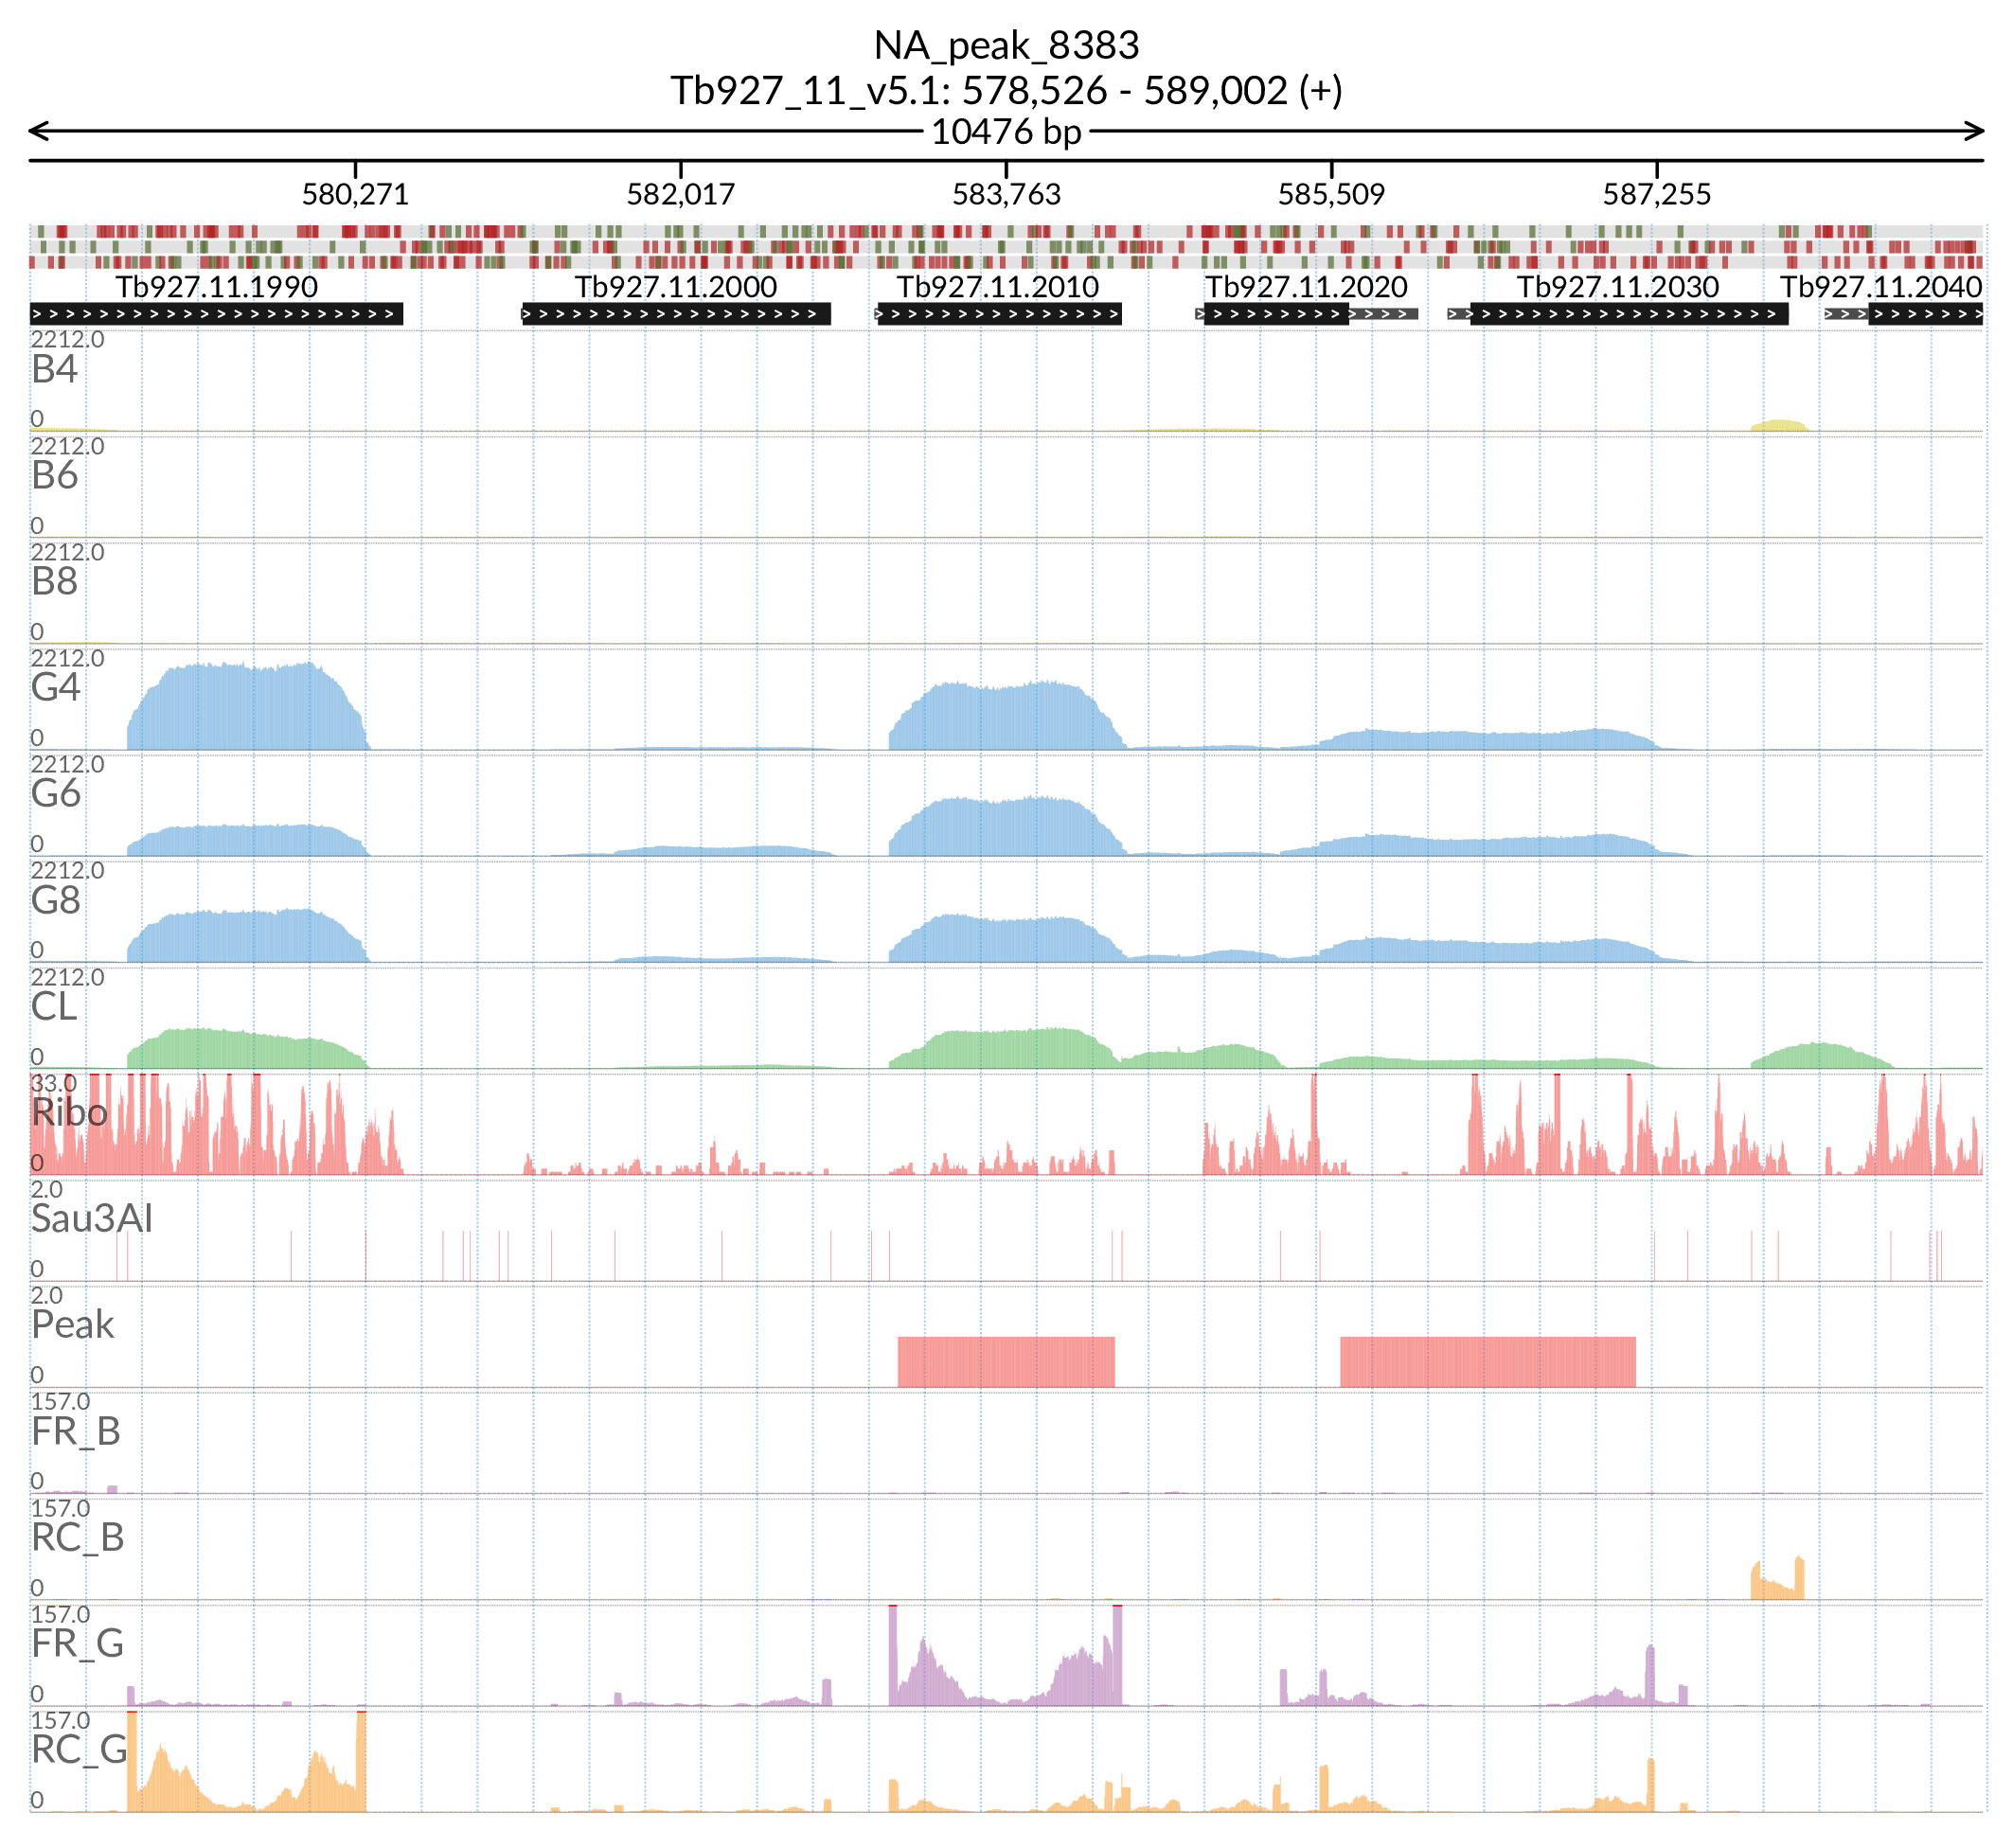 NA_peak_8383
Tb927_11_v5.1: 578,526 - 589,002 (+)
10476 bp
580,271 582,017 583,763 585,509 587,255
Tb927.11.1990 Tb927.11.2000 Tb927.11.2010 Tb927.11.2020 Tb927.11.2030 Tb927.11.2040
2212.0
B4
0
2212.0
B6
0
2212.0
B8
0
2212.0
G4
0
2212.0
G6
0
2212.0
G8
0
2212.0
CL
0
33.0
Ribo
0
2.0
Sau3AI
0
2.0
Peak
0
157.0
FR_B
0
157.0
RC_B
0
157.0
FR_G
0
157.0
RC_G
0